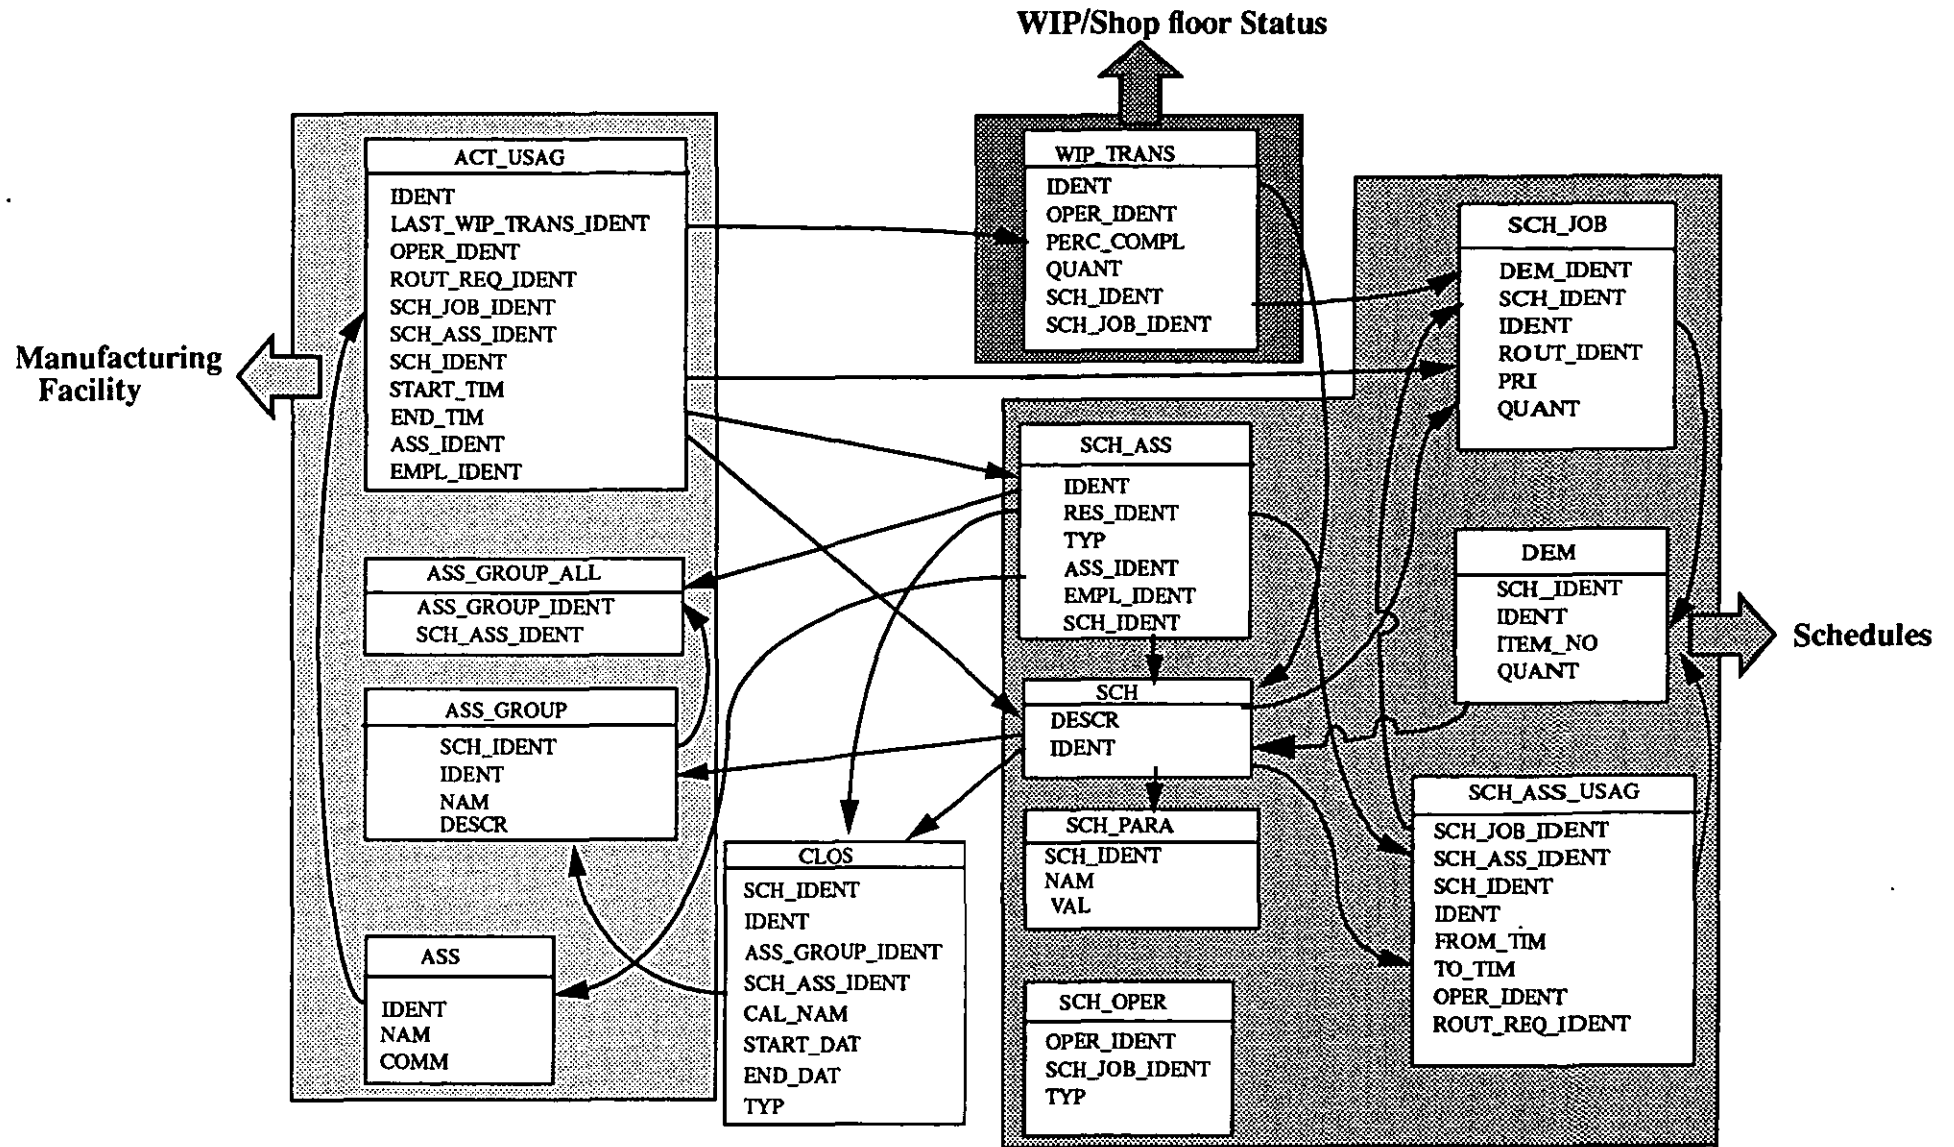 WIP/Shop floor Status
ACT_USAG
IDENT
LAST_WIP_TRANS_IDENT
OPER_IDENT
ROUT_REQ_IDENT
SCH_JOB_IDENT
SCH_ASS_IDENT
SCH_IDENT
START_TIM
END_TIM
ASS_IDENT
EMPL_IDENT
Manufacturing
Facility
ASS_GROUP_ALL
ASS_GROUP_IDENT
SCH_ASS_IDENT
ASS_GROUP
SCH_IDENT
IDENT
NAM
DESCR
ASS
IDENT
NAM
COMM
CLOS
SCH_IDENT
IDENT
ASS_GROUP_IDENT
SCH_ASS_IDENT
CAL_NAM
START_DAT
END_DAT
TYP
WIP_TRANS
IDENT
OPER_IDENT
PERC_COMPL
QUANT
SCH_IDENT
SCH_JOB_IDENT
SCH_ASS
IDENT
RES_IDENT
TYP
ASS_IDENT
EMPL_IDENT
SCH_IDENT
SCH
DESCR
IDENT
SCH_PARA
SCH_IDENT
NAM
VAL
SCH_OPER
OPER_IDENT
SCH_JOB_IDENT
TYP
SCH_JOB
DEM_IDENT
SCH_IDENT
IDENT
ROUT_IDENT
PRI
QUANT
DEM
SCH_IDENT
IDENT
ITEM_NO
QUANT
Schedules
SCH_ASS_USAG
SCH_JOB_IDENT
SCH_ASS_IDENT
SCH_IDENT
IDENT
FROM_TIM
TO_TIM
OPER_IDENT
ROUT_REQ_IDENT